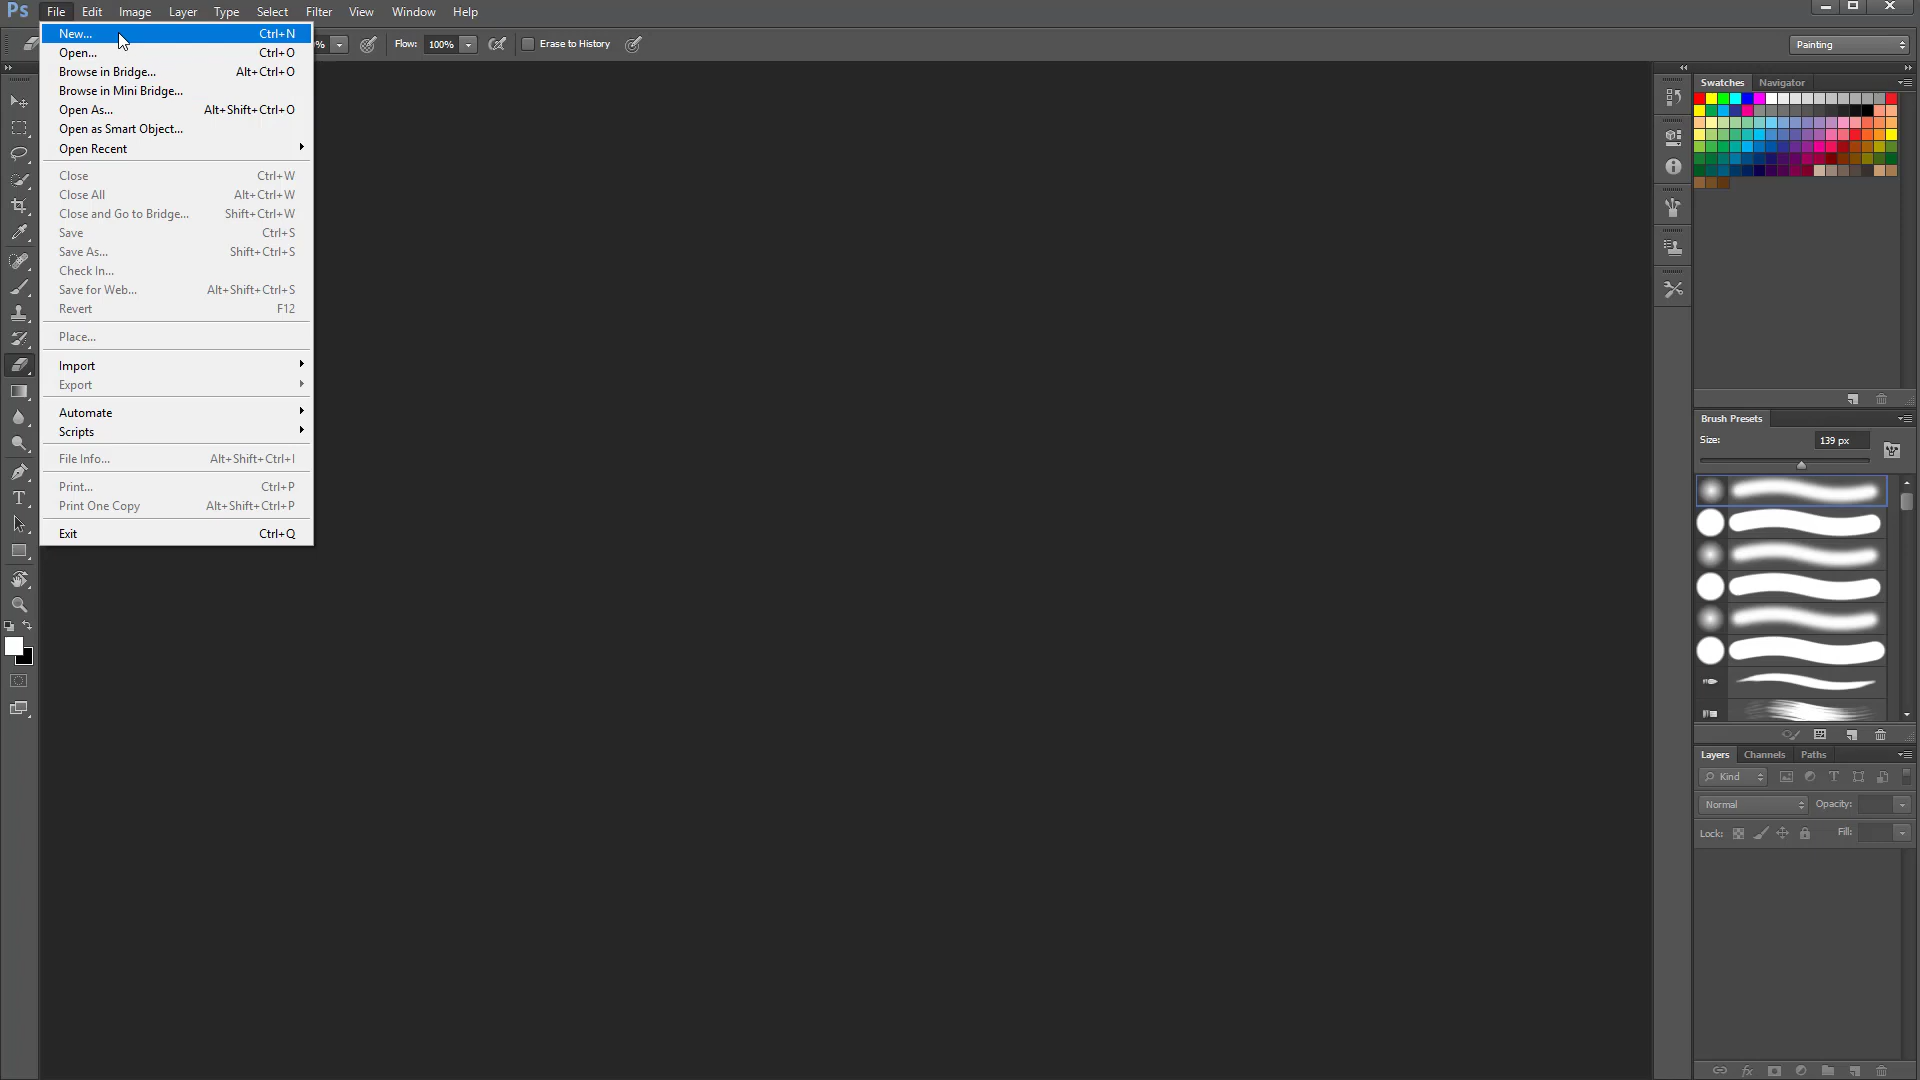 Ps File Edit Image Layer Type Select Filter View Window Help
New... Ctrl+N
% Flow: 100% Erase to History Painting
Open... Ctrl+O
Browse in Bridge... Alt+Ctrl+O
Browse in Mini Bridge...
Open As... Alt+Shift+Ctrl+O
Open as Smart Object...
Open Recent
Close Ctrl+W
Close All Alt+Ctrl+W
Close and Go to Bridge... Shift+Ctrl+W
Save Ctrl+S
Save As... Shift+Ctrl+S
Check In...
Save for Web... Alt+Shift+Ctrl+S
Revert F12
Place...
Import
Export
Automate
Scripts
File Info... Alt+Shift+Ctrl+I
Print... Ctrl+P
Print One Copy Alt+Shift+Ctrl+P
Exit Ctrl+Q
Swatches Navigator
Brush Presets
Size: 139 px
Layers Channels Paths
Kind
Normal Opacity:
Lock: Fill: